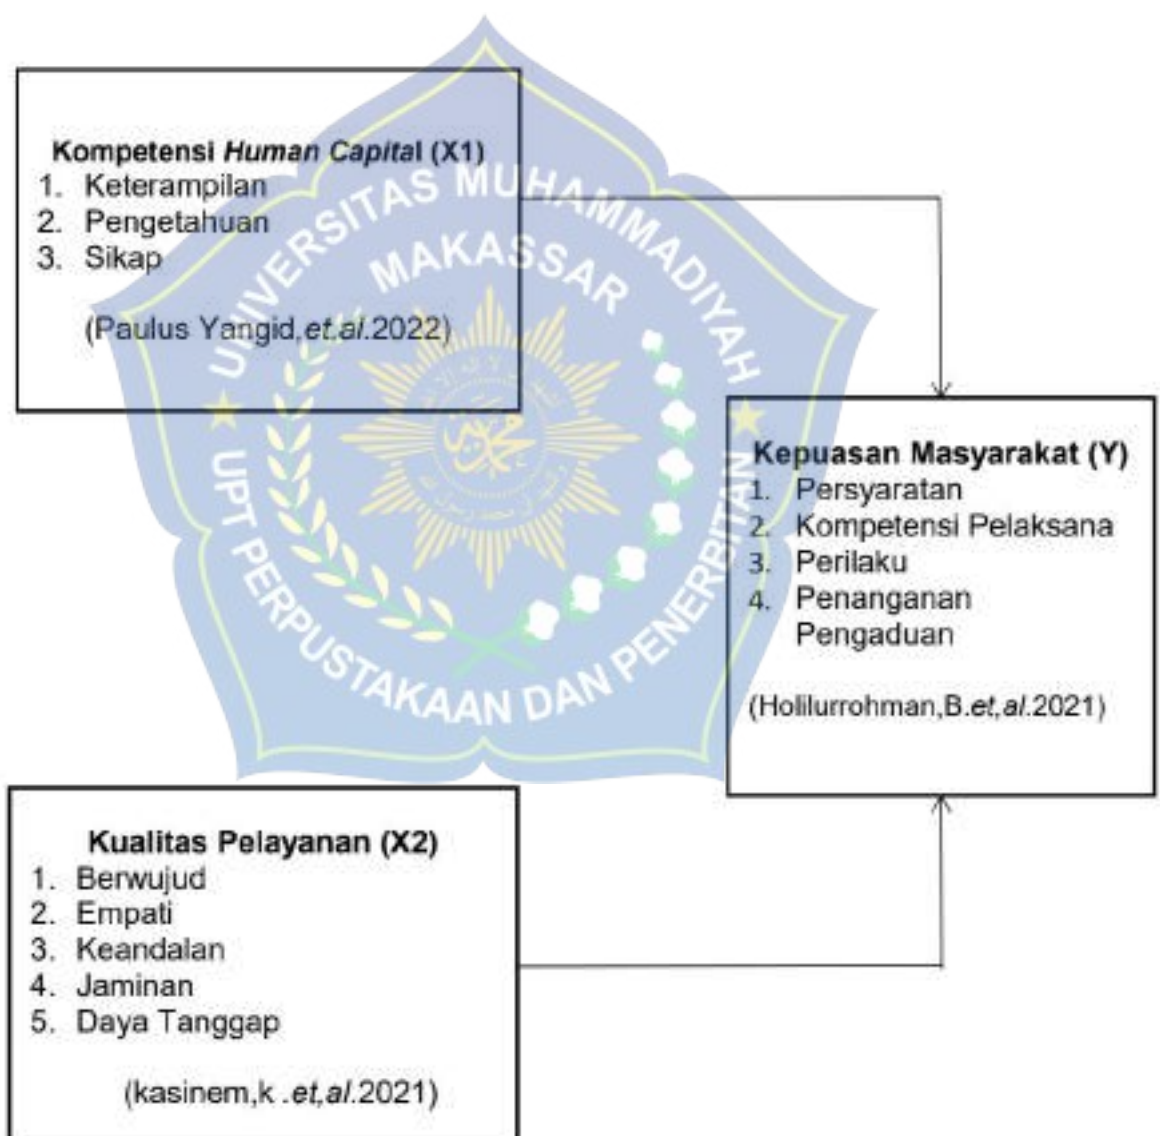 Kompetensi Human Capital (X1)
1. Keterampilan
2. Pengetahuan
3. Sikap
(Paulus Yangid,et.al.2022)
UNIVERSITAS MUHAMMADIYAH
MAKASSAR
UPT PERPUSTAKAAN DAN PENERBITAN
Kepuasan Masyarakat (Y)
1. Persyaratan
2. Kompetensi Pelaksana
3. Perilaku
4. Penanganan
Pengaduan
(Holilurrohman,B.et,al.2021)
Kualitas Pelayanan (X2)
1. Berwujud
2. Empati
3. Keandalan
4. Jaminan
5. Daya Tanggap
(kasinem,k .et,al.2021)